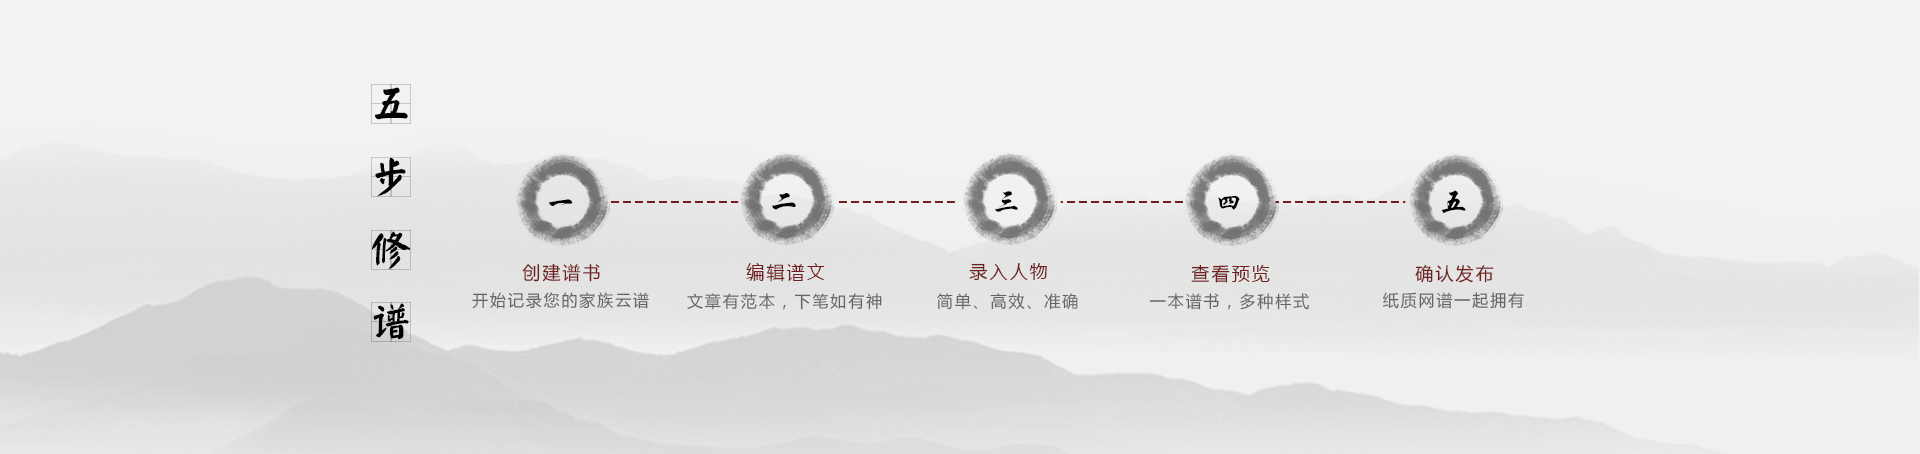 五步修谱
一
创建谱书
开始记录您的家族云谱
二
编辑谱文
文章有范本，下笔如有神
三
录入人物
简单、高效、准确
四
查看预览
一本谱书，多种样式
五
确认发布
纸质网谱一起拥有